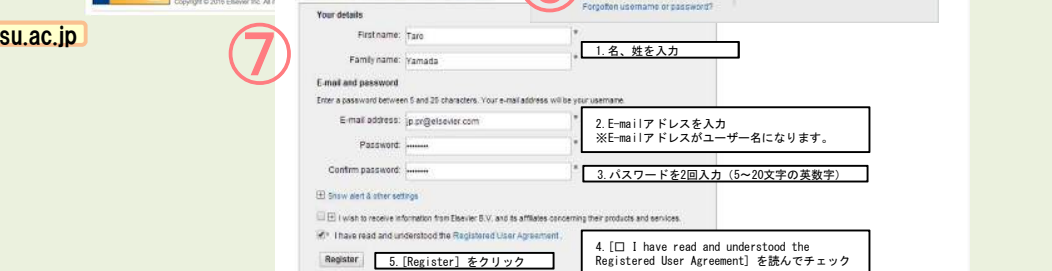 Copyright © 2016 Elsevier Inc. All
Forgotten username or password?
su.ac.jp
⑦
Your details
First name: Taro *
1.名、姓を入力
Family name: Yamada *
E-mail and password
Enter a password between 5 and 25 characters. Your e-mail address will be your username.
E-mail address: jp.pr@elsevier.com *
2.E-mailアドレスを入力
※E-mailアドレスがユーザー名になります。
Password: •••••••• *
Confirm password: •••••••• *
3.パスワードを2回入力（5～20文字の英数字）
Show alert & other settings
I wish to receive information from Elsevier B.V. and its affiliates concerning their products and services.
* I have read and understood the Registered User Agreement.
4.[□ I have read and understood the
Registered User Agreement] を読んでチェック
Register
5.[Register] をクリック